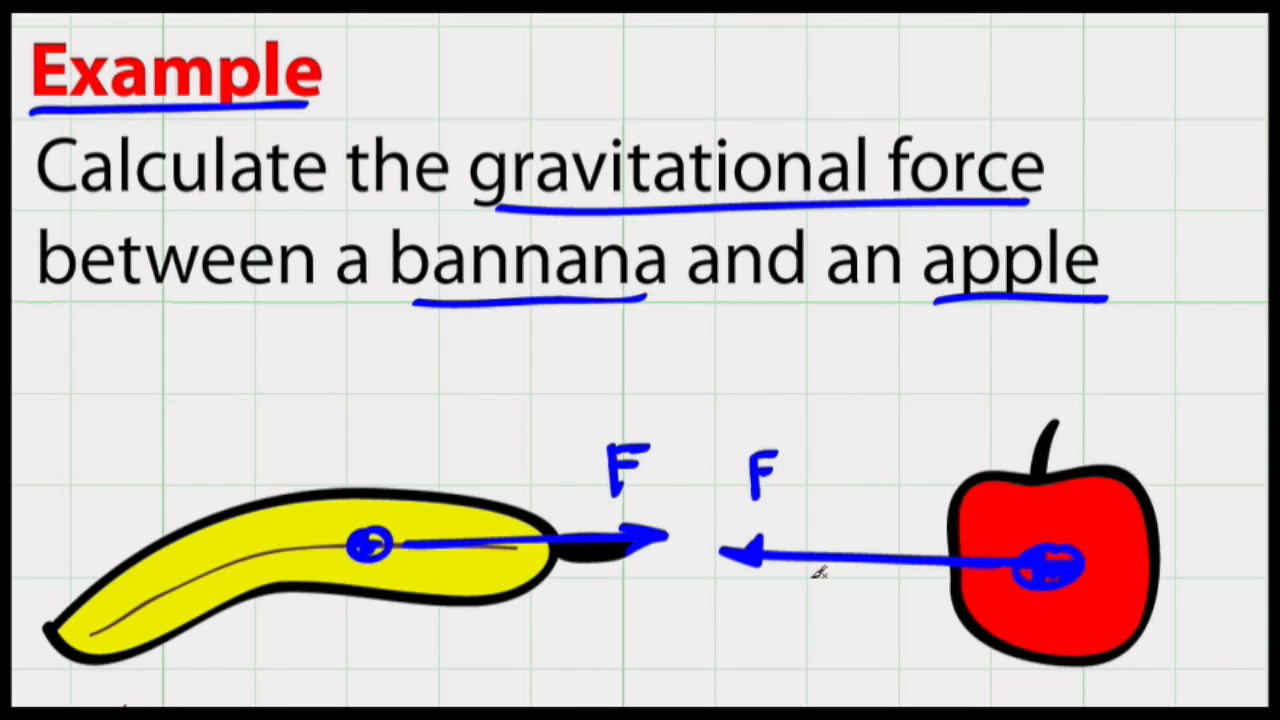 Example
Calculate the gravitational force
between a bannana and an apple
F F